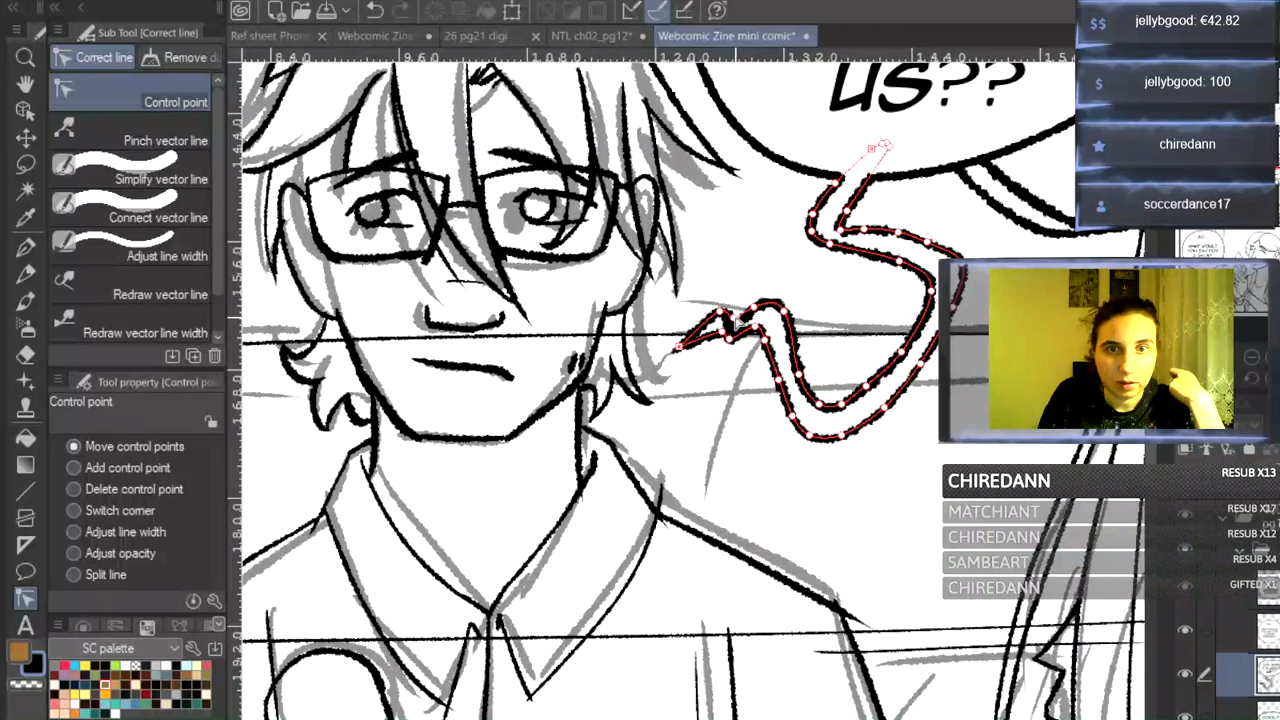 Sub Tool [Correct line]
Correct line
Remove du
Control point
Pinch vector line
Simplify vector line
Connect vector line
Adjust line width
Redraw vector line
Redraw vector line width
Tool property [Control poi
Control point
Move control points
Add control point
Delete control point
Switch corner
Adjust line width
Adjust opacity
Split line
SC palette
Webcomic Zine
26 pg21 digi
NTL ch02_pg12*
Webcomic Zine mini comic*
us??
jellybgood: €42.82
jellybgood: 100
chiredann
soccerdance17
CHIREDANN RESUB X13
MATCHIANT RESUB X17
CHIREDANN RESUB X12
SAMBEART RESUB X4
CHIREDANN GIFTED X1